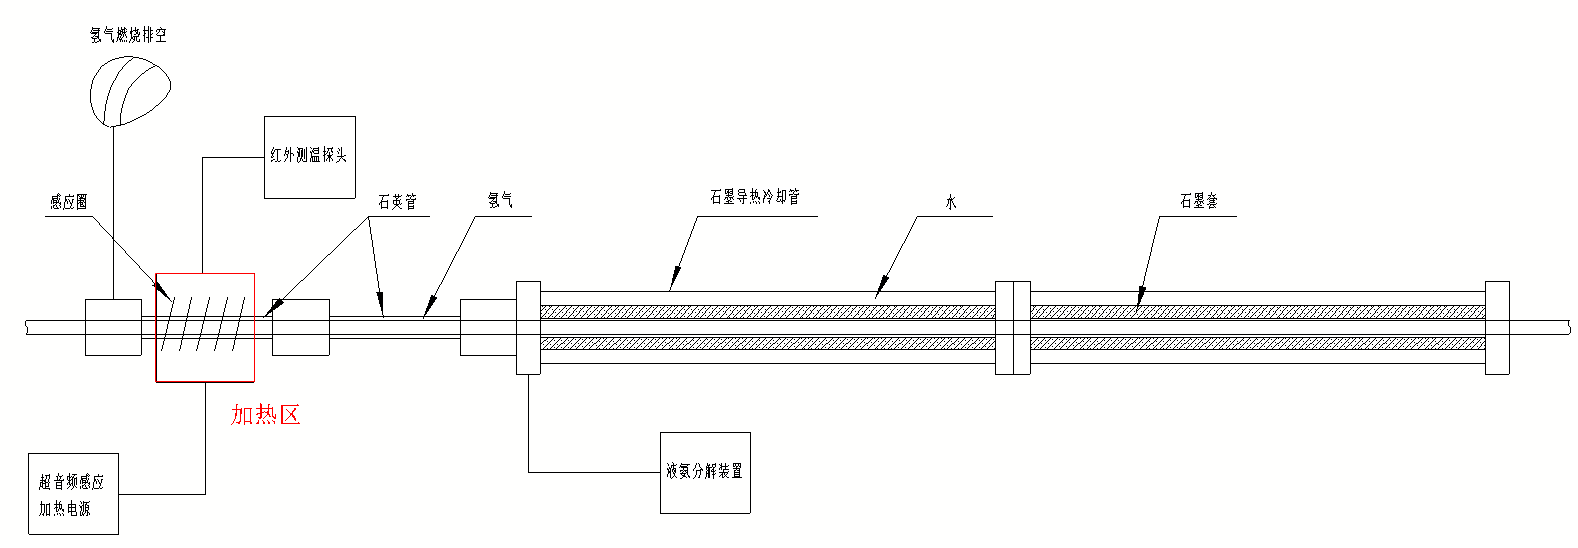 氢气燃烧排空
红外测温探头
感应圈
石英管
氢气
石墨导热冷却管
水
石墨套
加热区
超音频感应
加热电源
液氨分解装置